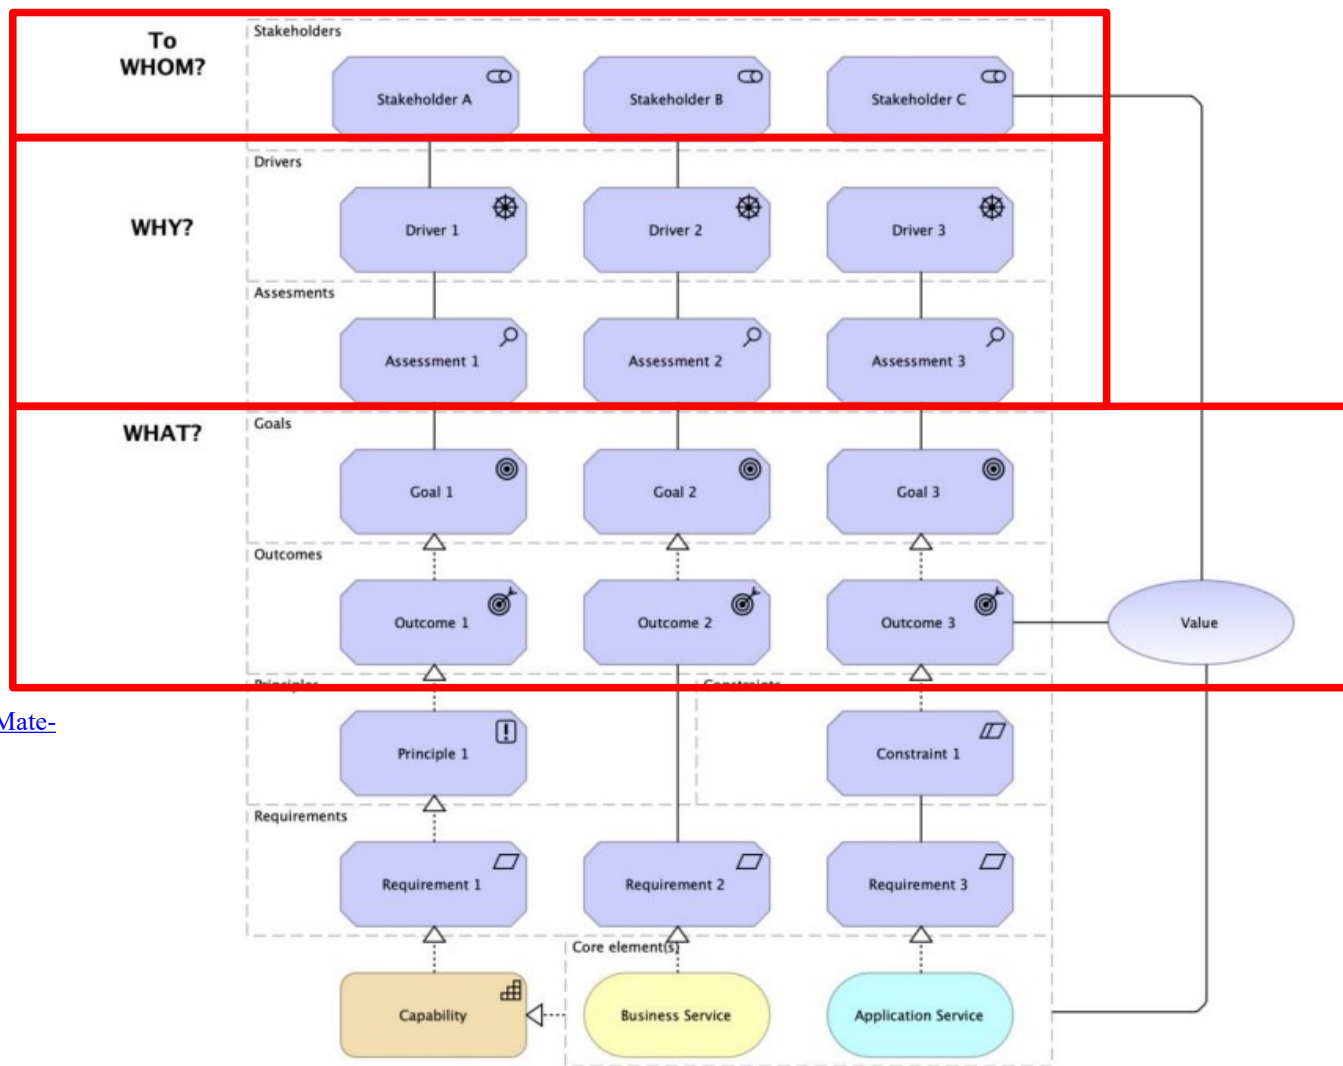 To
WHOM?
Stakeholders
Stakeholder A
Stakeholder B
Stakeholder C
WHY?
Drivers
Driver 1
Driver 2
Driver 3
Assesments
Assessment 1
Assessment 2
Assessment 3
WHAT?
Goals
Goal 1
Goal 2
Goal 3
Outcomes
Outcome 1
Outcome 2
Outcome 3
Value
Principles
Constraints
Mate-
Principle 1
Constraint 1
Requirements
Requirement 1
Requirement 2
Requirement 3
Core element(s)
Capability
Business Service
Application Service